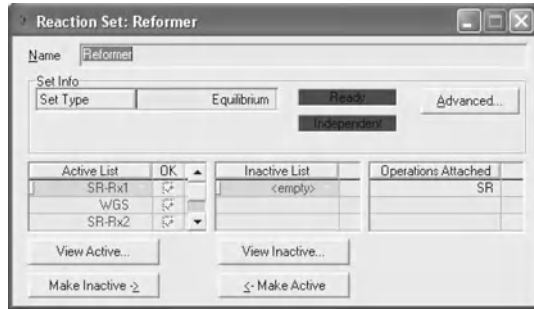 Reaction Set: Reformer
Name Reformer
Set Info
Set Type Equilibrium Ready Advanced...
Independent
Active List OK Inactive List Operations Attached
SR-Rx1 <empty> SR
WGS
SR-Rx2
View Active... View Inactive...
Make Inactive -> <- Make Active